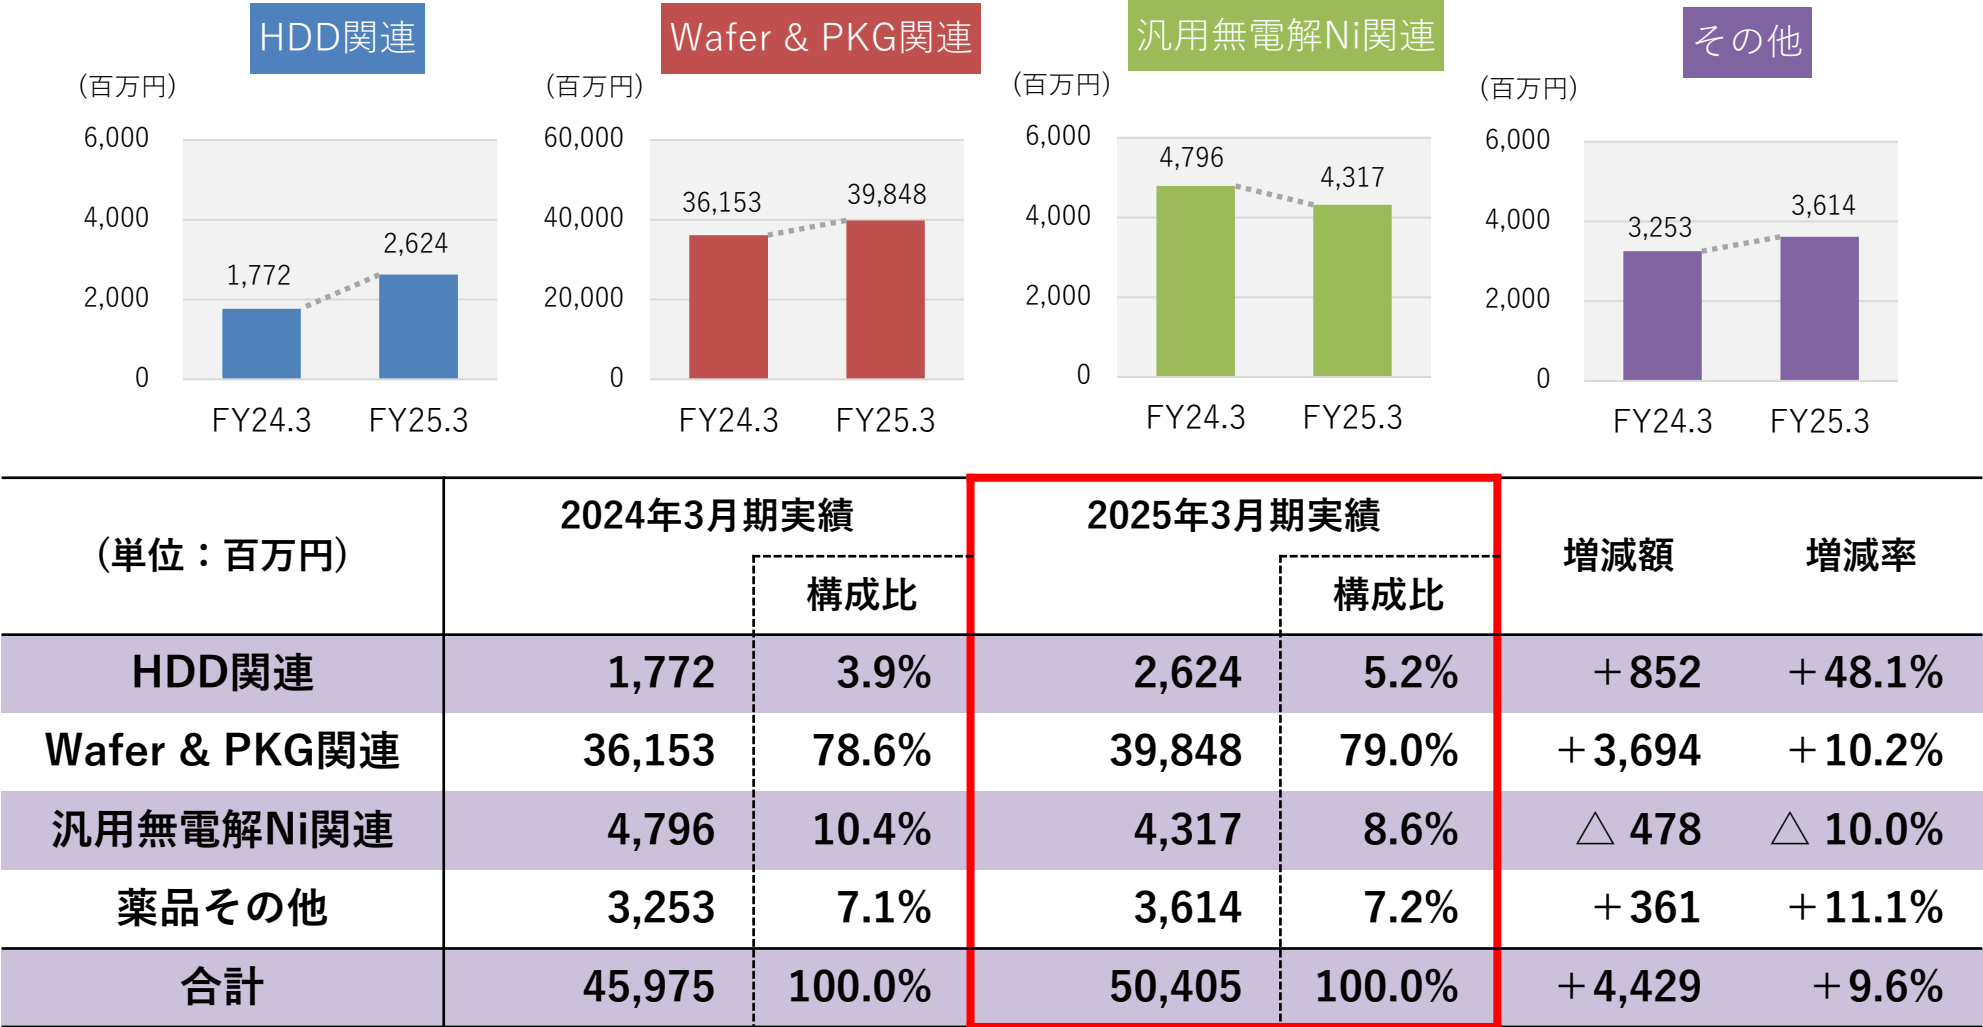 HDD関連
(百万円)
6,000
4,000
2,000
0
1,772
2,624
FY24.3 FY25.3
Wafer & PKG関連
(百万円)
60,000
40,000
20,000
0
36,153
39,848
FY24.3 FY25.3
汎用無電解Ni関連
(百万円)
6,000
4,000
2,000
0
4,796
4,317
FY24.3 FY25.3
その他
(百万円)
6,000
4,000
2,000
0
3,253
3,614
FY24.3 FY25.3
(単位：百万円) 2024年3月期実績 構成比 2025年3月期実績 構成比 増減額 増減率
HDD関連 1,772 3.9% 2,624 5.2% +852 +48.1%
Wafer & PKG関連 36,153 78.6% 39,848 79.0% +3,694 +10.2%
汎用無電解Ni関連 4,796 10.4% 4,317 8.6% △ 478 △ 10.0%
薬品その他 3,253 7.1% 3,614 7.2% +361 +11.1%
合計 45,975 100.0% 50,405 100.0% +4,429 +9.6%